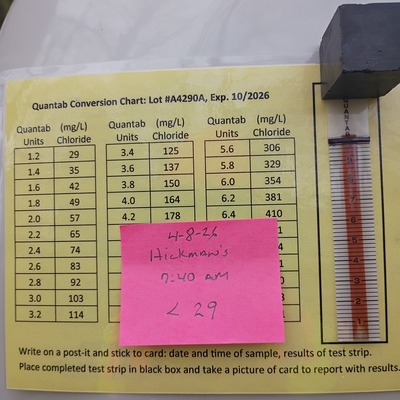 Quantab Conversion Chart: Lot #A4290A, Exp. 10/2026
Quantab Units (mg/L) Chloride Quantab Units (mg/L) Chloride Quantab Units (mg/L) Chloride
1.2 29 3.4 125 5.6 306
1.4 35 3.6 137 5.8 329
1.6 42 3.8 150 6.0 354
1.8 49 4.0 164 6.2 381
2.0 57 4.2 178 6.4 410
2.2 65
2.4 74
2.6 83
2.8 92
3.0 103
3.2 114
4-8-26
Hickman's
7:40 AM
< 29
QUANTAB
Write on a post-it and stick to card: date and time of sample, results of test strip.
Place completed test strip in black box and take a picture of card to report with results.